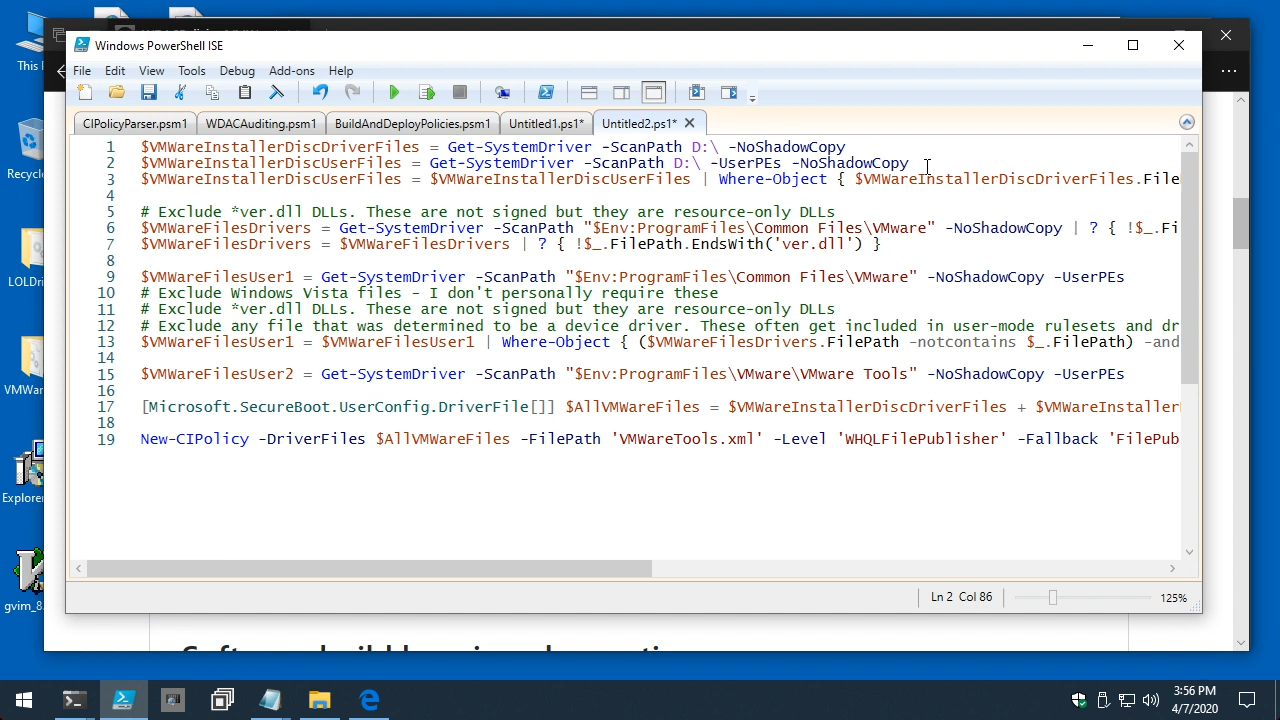 This
Recycle
LOLDri
VMWar
Explorer
gvim_8.
Windows PowerShell ISE
File Edit View Tools Debug Add-ons Help
CIPolicyParser.psm1 WDACAuditing.psm1 BuildAndDeployPolicies.psm1 Untitled1.ps1* Untitled2.ps1*
1 $VMWareInstallerDiscDriverFiles = Get-SystemDriver -ScanPath D:\ -NoShadowCopy
2 $VMWareInstallerDiscUserFiles = Get-SystemDriver -ScanPath D:\ -UserPEs -NoShadowCopy
3 $VMWareInstallerDiscUserFiles = $VMWareInstallerDiscUserFiles | Where-Object { $VMWareInstallerDiscDriverFiles.File
4
5 # Exclude *ver.dll DLLs. These are not signed but they are resource-only DLLs
6 $VMWareFilesDrivers = Get-SystemDriver -ScanPath "$Env:ProgramFiles\Common Files\VMware" -NoShadowCopy | ? { !$_.Fi
7 $VMWareFilesDrivers = $VMWareFilesDrivers | ? { !$_.FilePath.EndsWith('ver.dll') }
8
9 $VMWareFilesUser1 = Get-SystemDriver -ScanPath "$Env:ProgramFiles\Common Files\VMware" -NoShadowCopy -UserPEs
10 # Exclude Windows Vista files - I don't personally require these
11 # Exclude *ver.dll DLLs. These are not signed but they are resource-only DLLs
12 # Exclude any file that was determined to be a device driver. These often get included in user-mode rulesets and dr
13 $VMWareFilesUser1 = $VMWareFilesUser1 | Where-Object { ($VMWareFilesDrivers.FilePath -notcontains $_.FilePath) -and
14
15 $VMWareFilesUser2 = Get-SystemDriver -ScanPath "$Env:ProgramFiles\VMware\VMware Tools" -NoShadowCopy -UserPEs
16
17 [Microsoft.SecureBoot.UserConfig.DriverFile[]] $AllVMWareFiles = $VMWareInstallerDiscDriverFiles + $VMWareInstaller
18
19 New-CIPolicy -DriverFiles $AllVMWareFiles -FilePath 'VMWareTools.xml' -Level 'WHQLFilePublisher' -Fallback 'FilePub
Ln 2 Col 86 125%
3:56 PM
4/7/2020